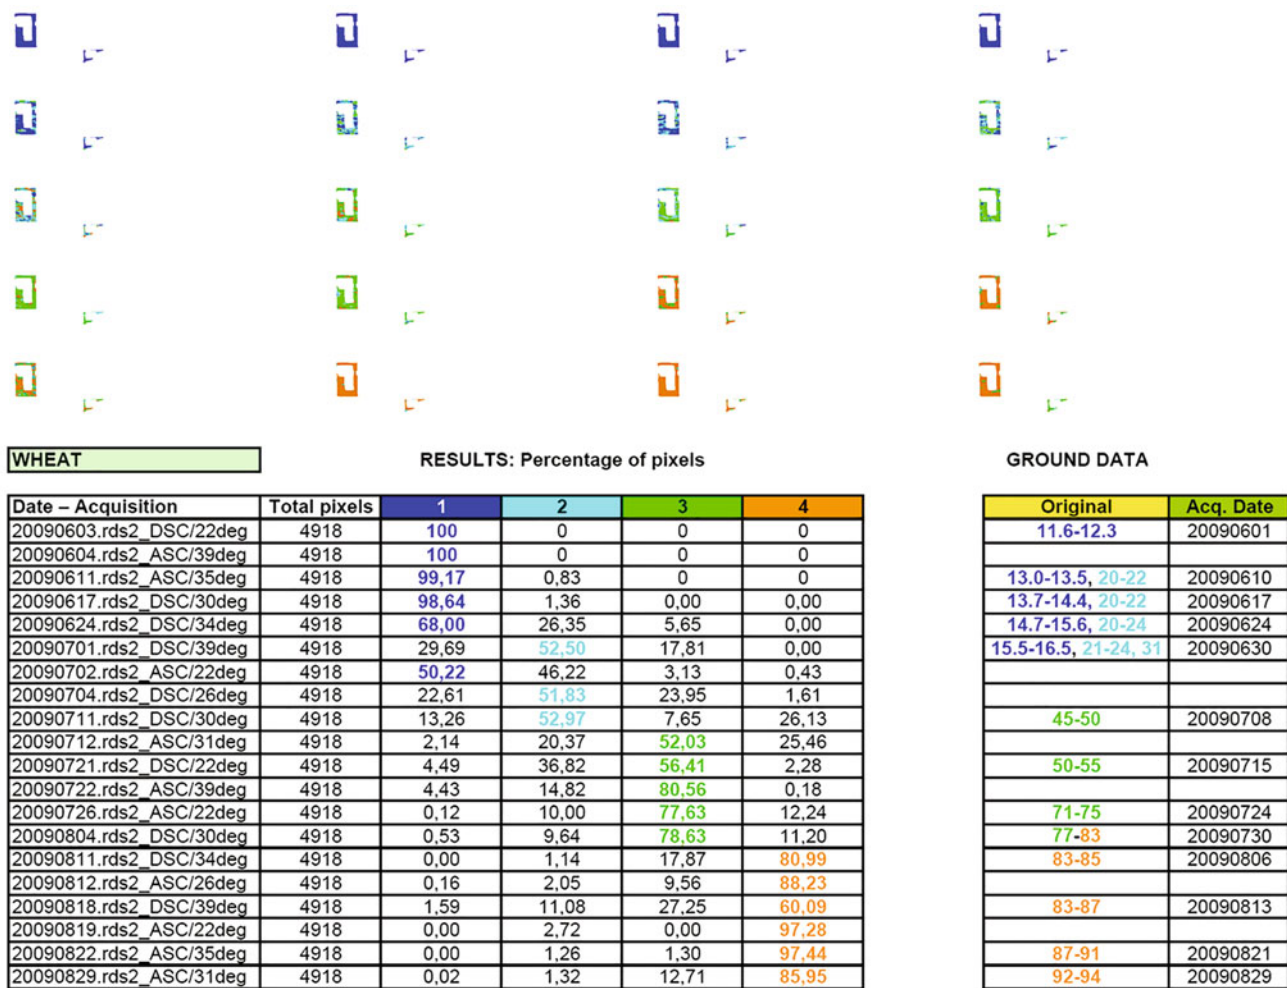 WHEAT RESULTS: Percentage of pixels GROUND DATA
Date – Acquisition Total pixels 1 2 3 4 Original Acq. Date
20090603.rds2_DSC/22deg 4918 100 0 0 0 11.6-12.3 20090601
20090604.rds2_ASC/39deg 4918 100 0 0 0
20090611.rds2_ASC/35deg 4918 99,17 0,83 0 0 13.0-13.5, 20-22 20090610
20090617.rds2_DSC/30deg 4918 98,64 1,36 0,00 0,00 13.7-14.4, 20-22 20090617
20090624.rds2_DSC/34deg 4918 68,00 26,35 5,65 0,00 14.7-15.6, 20-24 20090624
20090701.rds2_DSC/39deg 4918 29,69 52,50 17,81 0,00 15.5-16.5, 21-24, 31 20090630
20090702.rds2_ASC/22deg 4918 50,22 46,22 3,13 0,43
20090704.rds2_DSC/26deg 4918 22,61 51,83 23,95 1,61
20090711.rds2_DSC/30deg 4918 13,26 52,97 7,65 26,13 45-50 20090708
20090712.rds2_ASC/31deg 4918 2,14 20,37 52,03 25,46
20090721.rds2_DSC/22deg 4918 4,49 36,82 56,41 2,28 50-55 20090715
20090722.rds2_ASC/39deg 4918 4,43 14,82 80,56 0,18
20090726.rds2_ASC/22deg 4918 0,12 10,00 77,63 12,24 71-75 20090724
20090804.rds2_DSC/30deg 4918 0,53 9,64 78,63 11,20 77-83 20090730
20090811.rds2_DSC/34deg 4918 0,00 1,14 17,87 80,99 83-85 20090806
20090812.rds2_ASC/26deg 4918 0,16 2,05 9,56 88,23
20090818.rds2_DSC/39deg 4918 1,59 11,08 27,25 60,09 83-87 20090813
20090819.rds2_ASC/22deg 4918 0,00 2,72 0,00 97,28
20090822.rds2_ASC/35deg 4918 0,00 1,26 1,30 97,44 87-91 20090821
20090829.rds2_ASC/31deg 4918 0,02 1,32 12,71 85,95 92-94 20090829